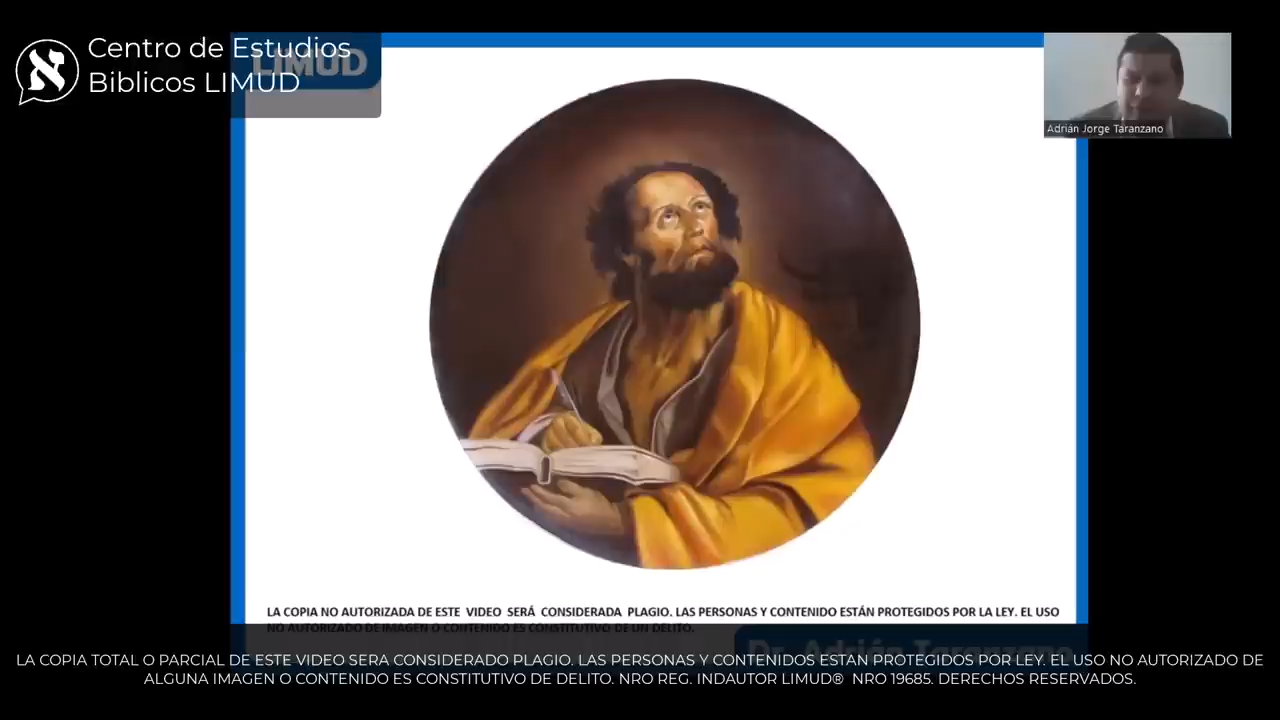 Centro de Estudios
Biblicos LIMUD
LIMUD
Adrián Jorge Taranzano
LA COPIA NO AUTORIZADA DE ESTE VIDEO SERÁ CONSIDERADA PLAGIO. LAS PERSONAS Y CONTENIDO ESTÁN PROTEGIDOS POR LA LEY. EL USO
NO AUTORIZADO DE IMAGEN O CONTENIDO ES CONSTITUTIVO DE UN DELITO.
Dr. Adrián Taranzano
LA COPIA TOTAL O PARCIAL DE ESTE VIDEO SERA CONSIDERADO PLAGIO. LAS PERSONAS Y CONTENIDOS ESTAN PROTEGIDOS POR LEY. EL USO NO AUTORIZADO DE
ALGUNA IMAGEN O CONTENIDO ES CONSTITUTIVO DE DELITO. NRO REG. INDAUTOR LIMUD® NRO 19685. DERECHOS RESERVADOS.